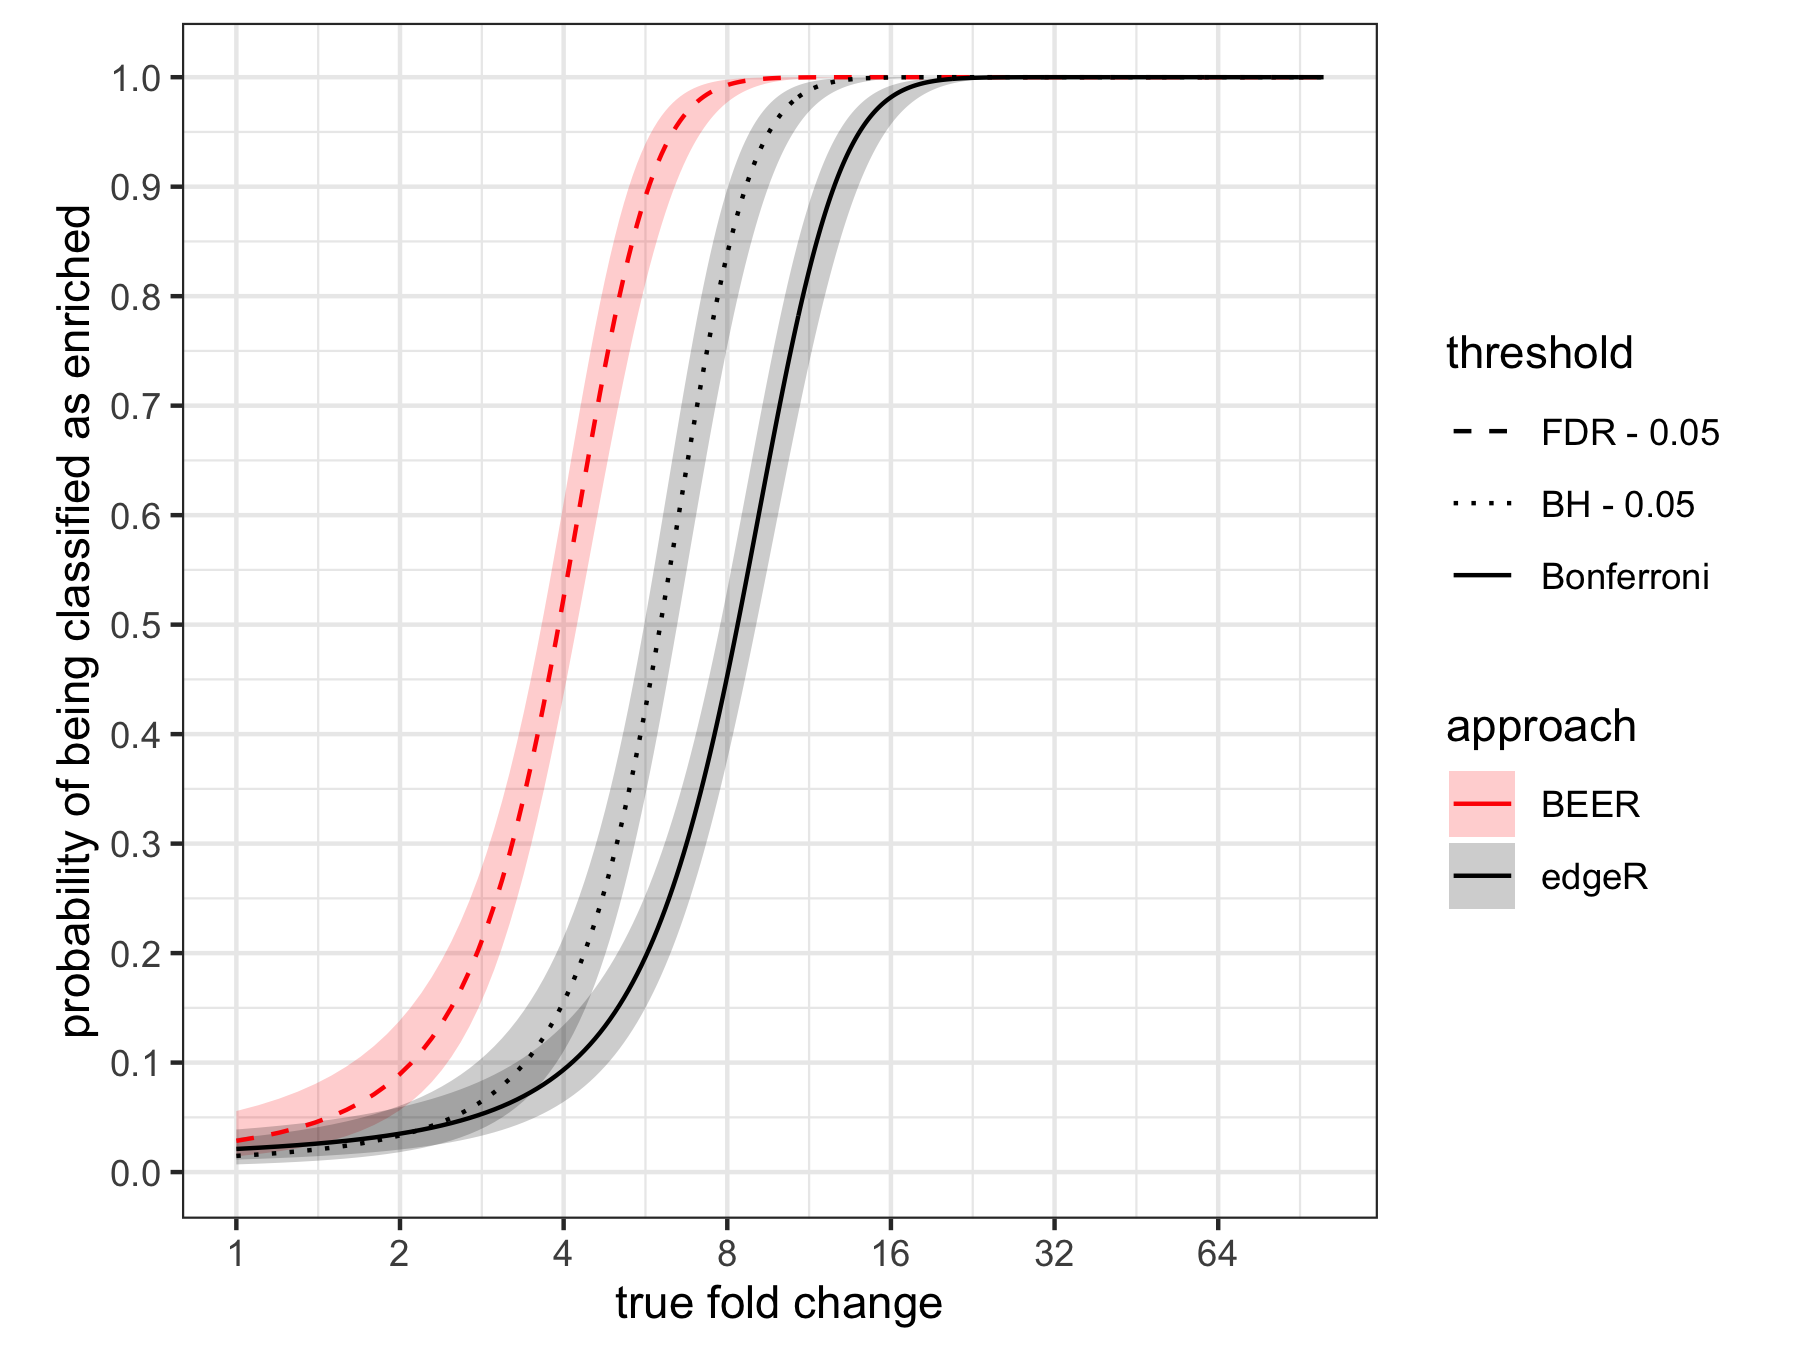 probability of being classified as enriched
1.0
0.9
0.8
0.7
0.6
0.5
0.4
0.3
0.2
0.1
0.0
1 2 4 8 16 32 64
true fold change
threshold
FDR - 0.05
BH - 0.05
Bonferroni
approach
BEER
edgeR